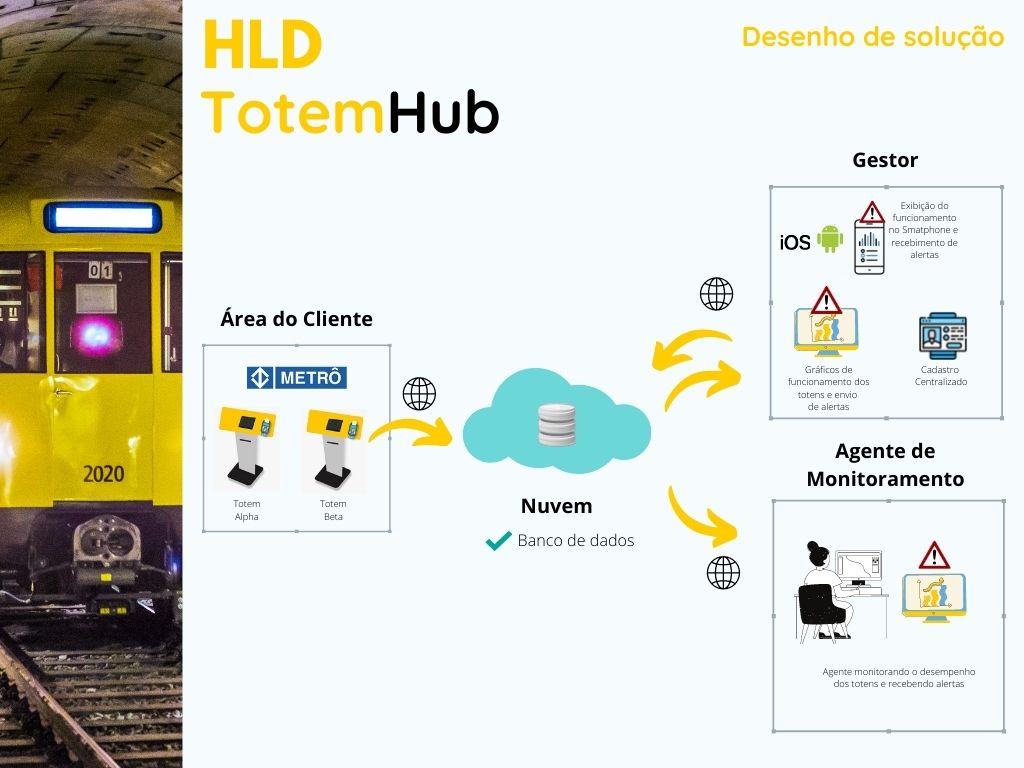 HLD
TotemHub
Desenho de solução
01
2020
Área do Cliente
METRÔ
Totem
Alpha
Totem
Beta
Nuvem
Banco de dados
Gestor
iOS
Exibição do
funcionamento
no Smatphone e
recebimento de
alertas
Gráficos de
funcionamento dos
totens e envio
de alertas
Cadastro
Centralizado
Agente de
Monitoramento
Agente monitorando o desempenho
dos totens e recebendo alertas